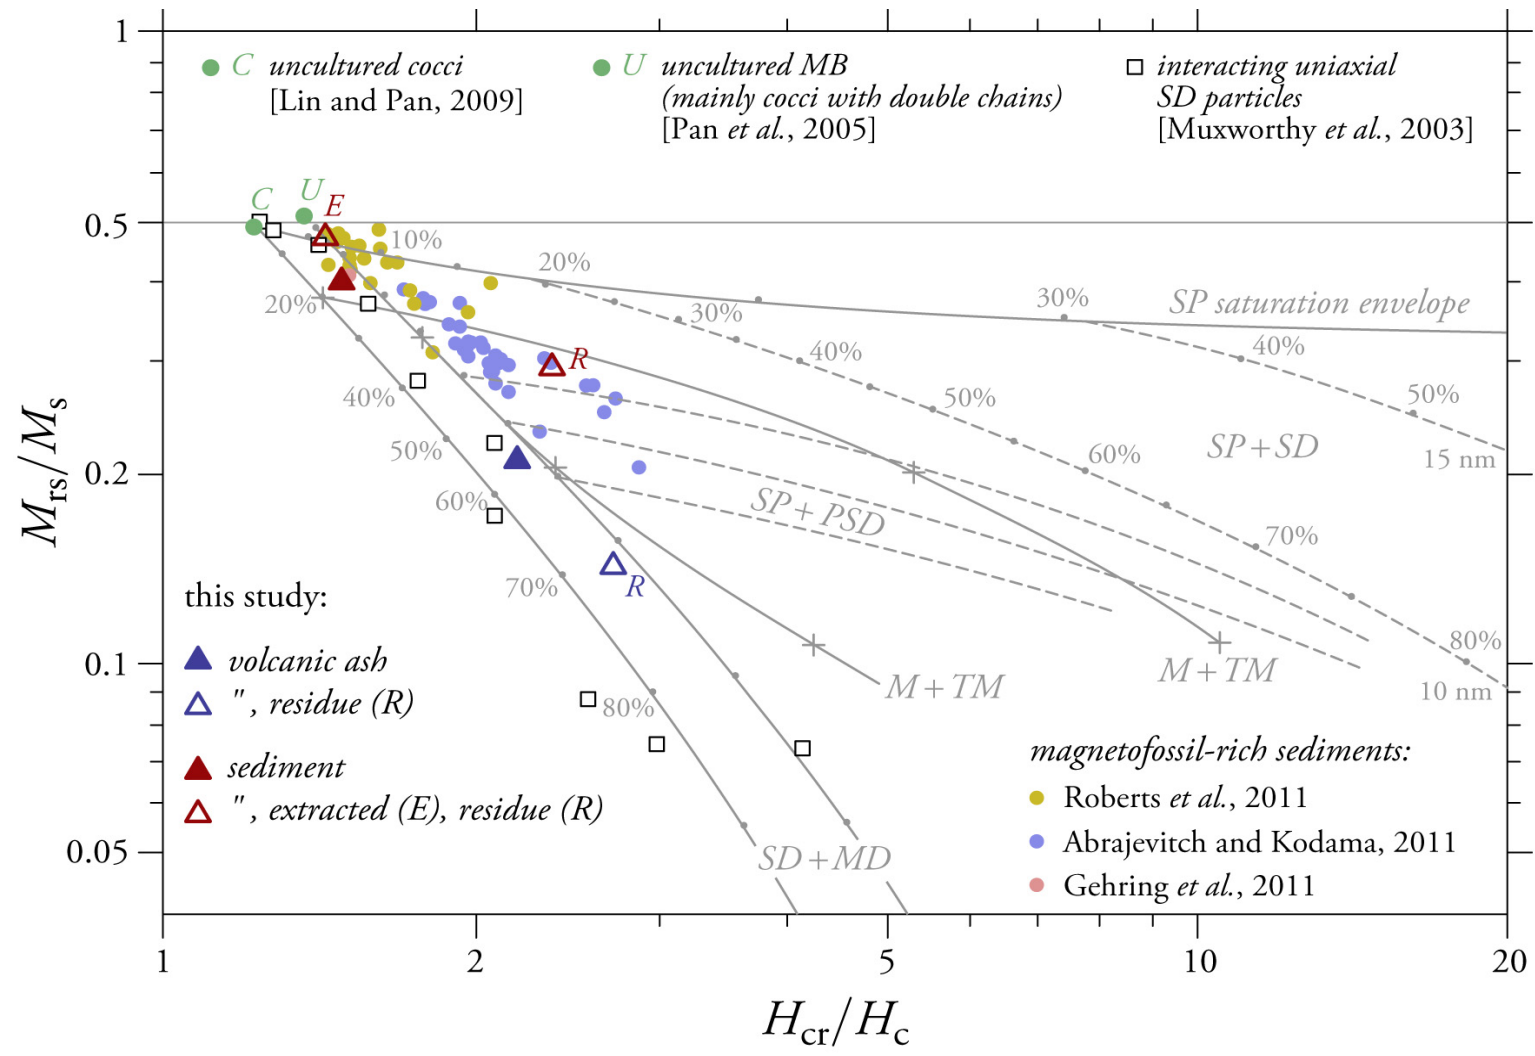 1
C uncultured cocci
[Lin and Pan, 2009]
U uncultured MB
(mainly cocci with double chains)
[Pan et al., 2005]
interacting uniaxial
SD particles
[Muxworthy et al., 2003]
C
U
E
0.5
10%
20%
20%
30%
30%
SP saturation envelope
40%
40%
R
40%
50%
50%
50%
SP+SD
15 nm
60%
0.2
60%
SP+PSD
70%
70%
R
this study:
volcanic ash
", residue (R)
sediment
", extracted (E), residue (R)
80%
10 nm
0.1
M+TM
M+TM
80%
magnetofossil-rich sediments:
Roberts et al., 2011
Abrajevitch and Kodama, 2011
Gehring et al., 2011
SD+MD
0.05
1
2
5
10
20
Mrs/Ms
Hcr/Hc